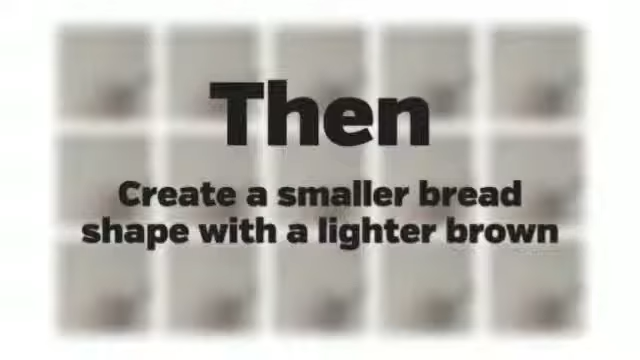 Then
Create a smaller bread
shape with a lighter brown